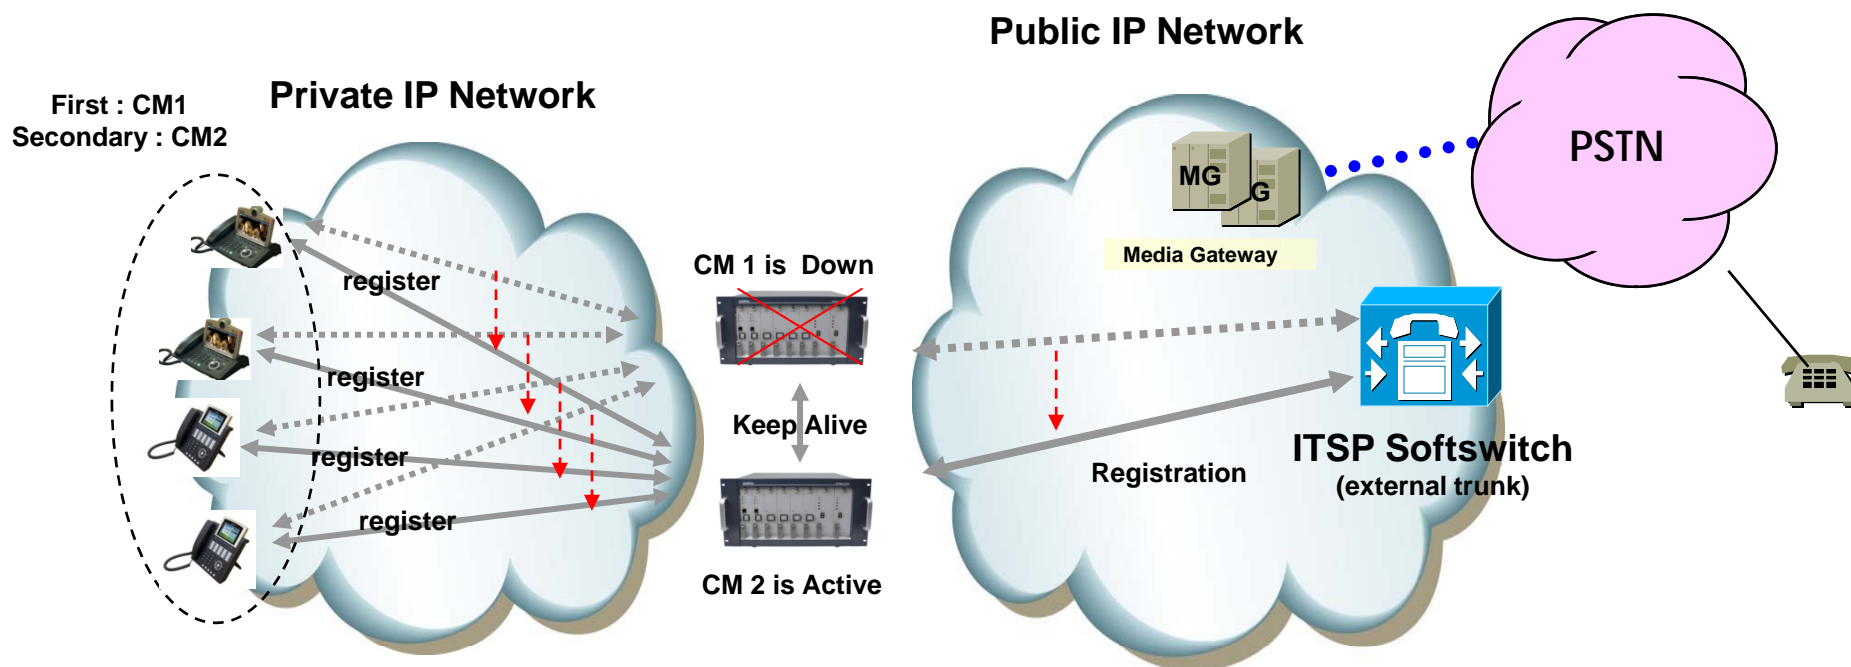 Public IP Network
Private IP Network
First : CM1
Secondary : CM2
PSTN
MG
G
Media Gateway
CM 1 is Down
register
register
register
register
Keep Alive
Registration
ITSP Softswitch
(external trunk)
CM 2 is Active